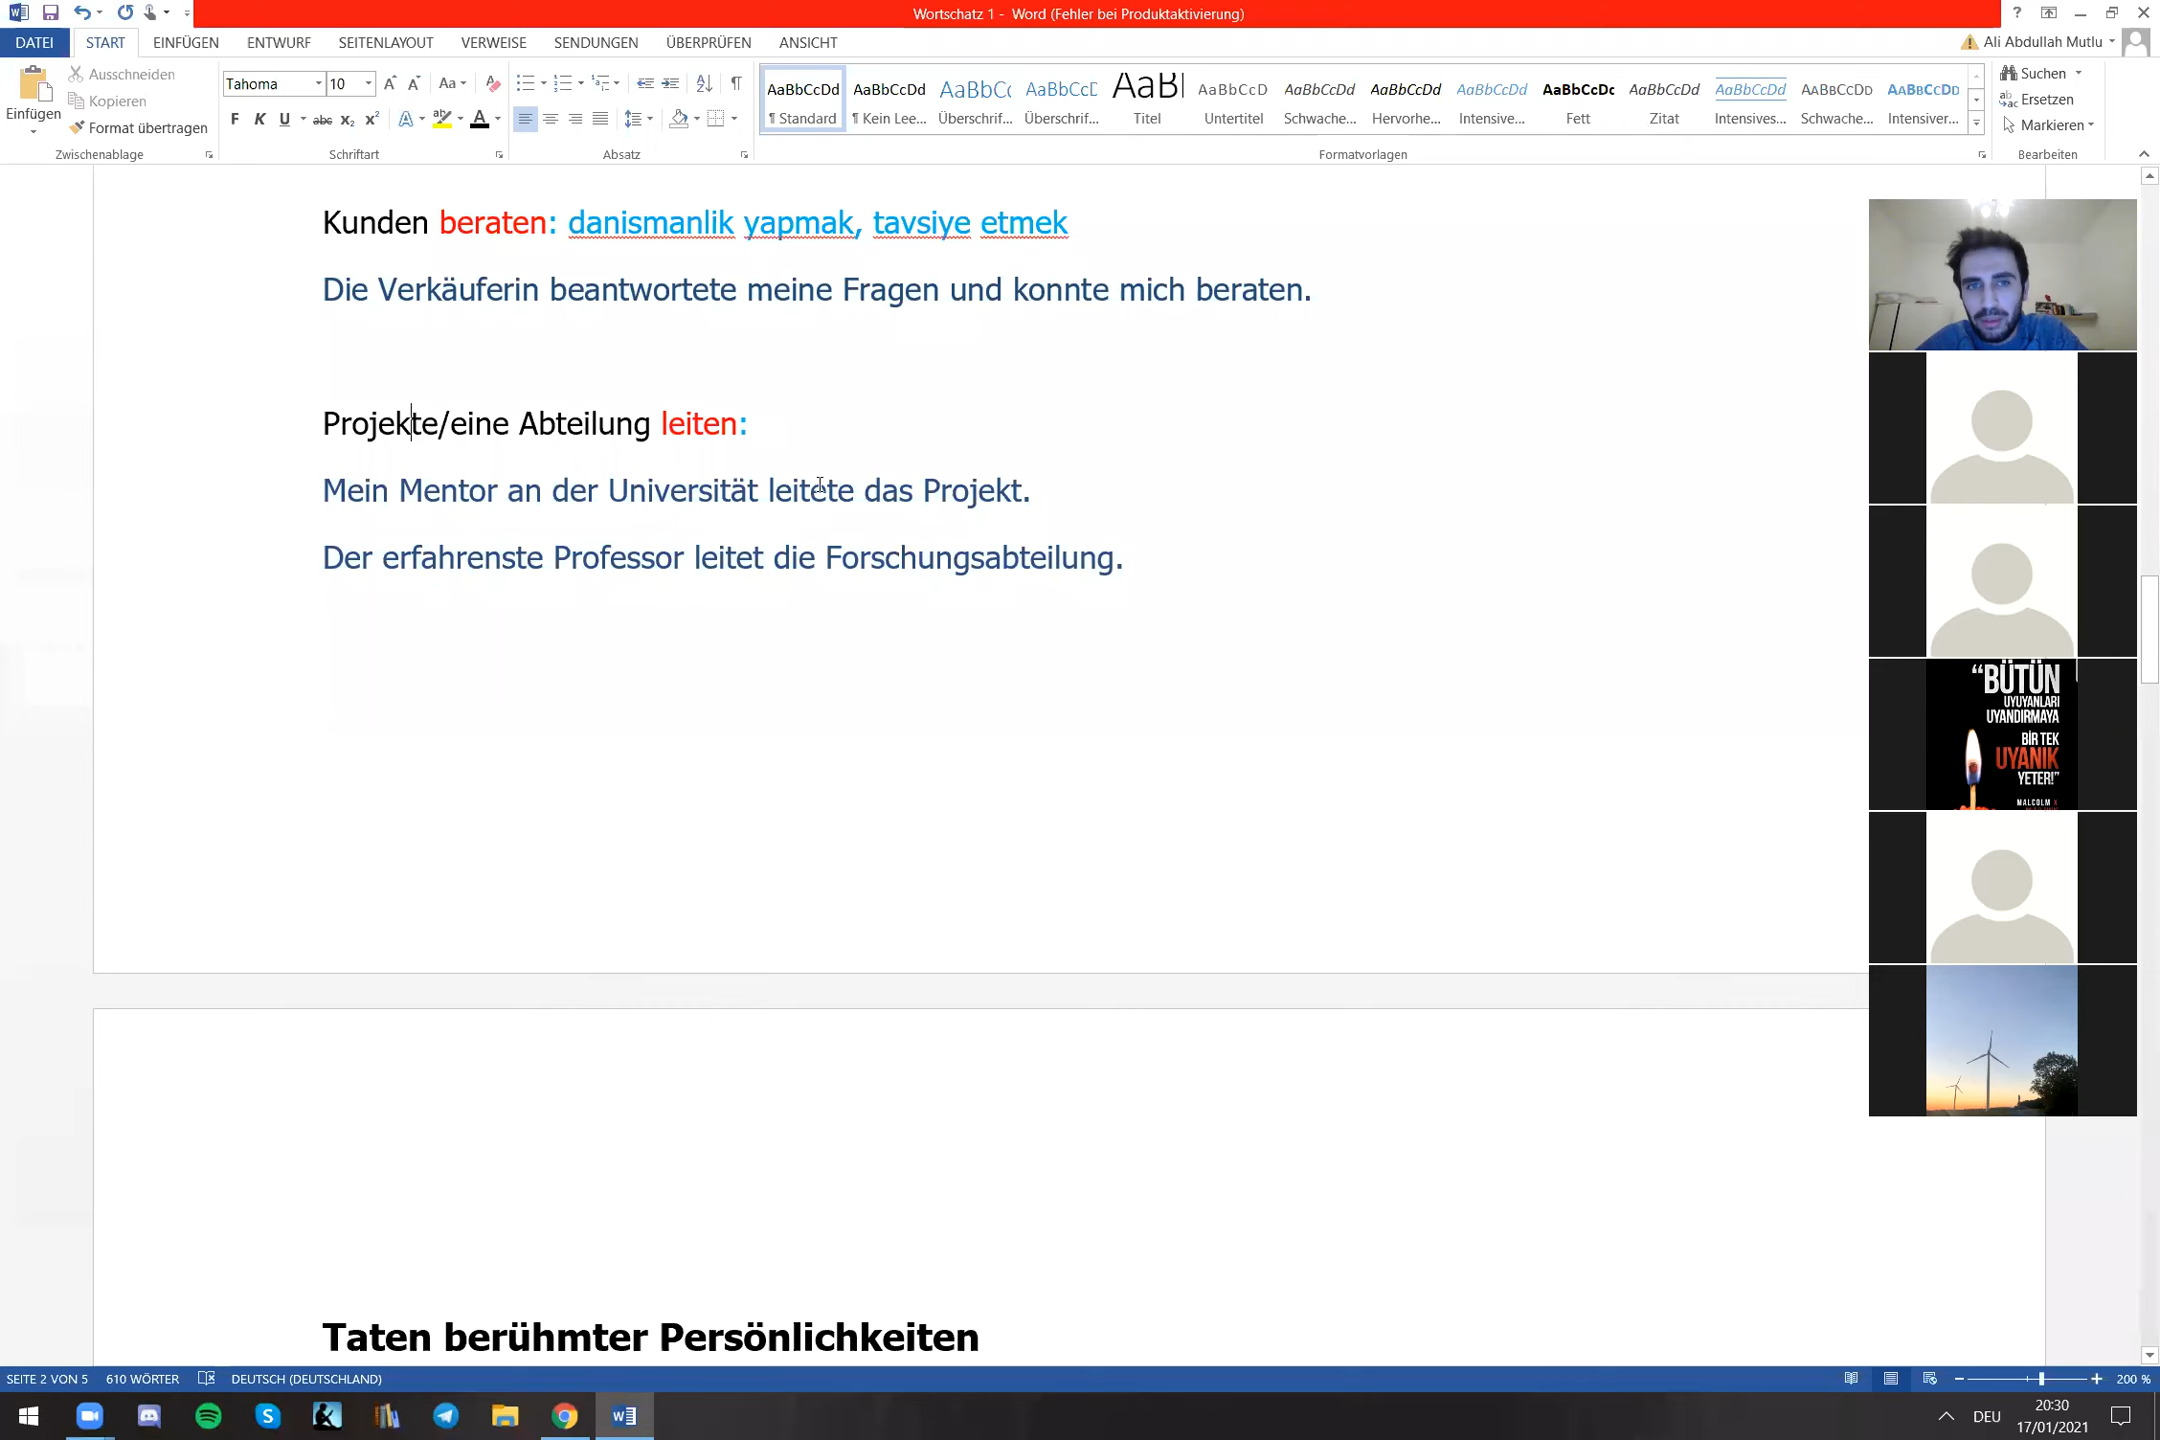 Wortschatz 1 - Word (Fehler bei Produktaktivierung)
?
DATEI START EINFÜGEN ENTWURF SEITENLAYOUT VERWEISE SENDUNGEN ÜBERPRÜFEN ANSICHT
Ali Abdullah Mutlu
Einfügen
Ausschneiden
Kopieren
Format übertragen
Zwischenablage
Tahoma 10 Aa
F K U abc x₂ x² A A
Schriftart
Absatz
AaBbCcDd AaBbCcDd AaBbCc AaBbCcD AaBb AaBbCcD AaBbCcDd AaBbCcDd AaBbCcDd AaBbCcDc AaBbCcDd AaBbCcDd AaBbCcDd AaBbCcDd
¶ Standard ¶ Kein Lee... Überschrif... Überschrif... Titel Untertitel Schwache... Hervorhe... Intensive... Fett Zitat Intensives... Schwache... Intensiver...
Formatvorlagen
Suchen
Ersetzen
Markieren
Bearbeiten
Kunden beraten: danismanlik yapmak, tavsiye etmek
Die Verkäuferin beantwortete meine Fragen und konnte mich beraten.
Projekte/eine Abteilung leiten:
Mein Mentor an der Universität leitete das Projekt.
Der erfahrenste Professor leitet die Forschungsabteilung.
“BÜTÜN
UYUYANLARI
UYANDIRMAYA
BİR TEK
UYANIK
YETER!”
MALCOLM X
Taten berühmter Persönlichkeiten
SEITE 2 VON 5 610 WÖRTER DEUTSCH (DEUTSCHLAND)
200 %
DEU
20:30
17/01/2021